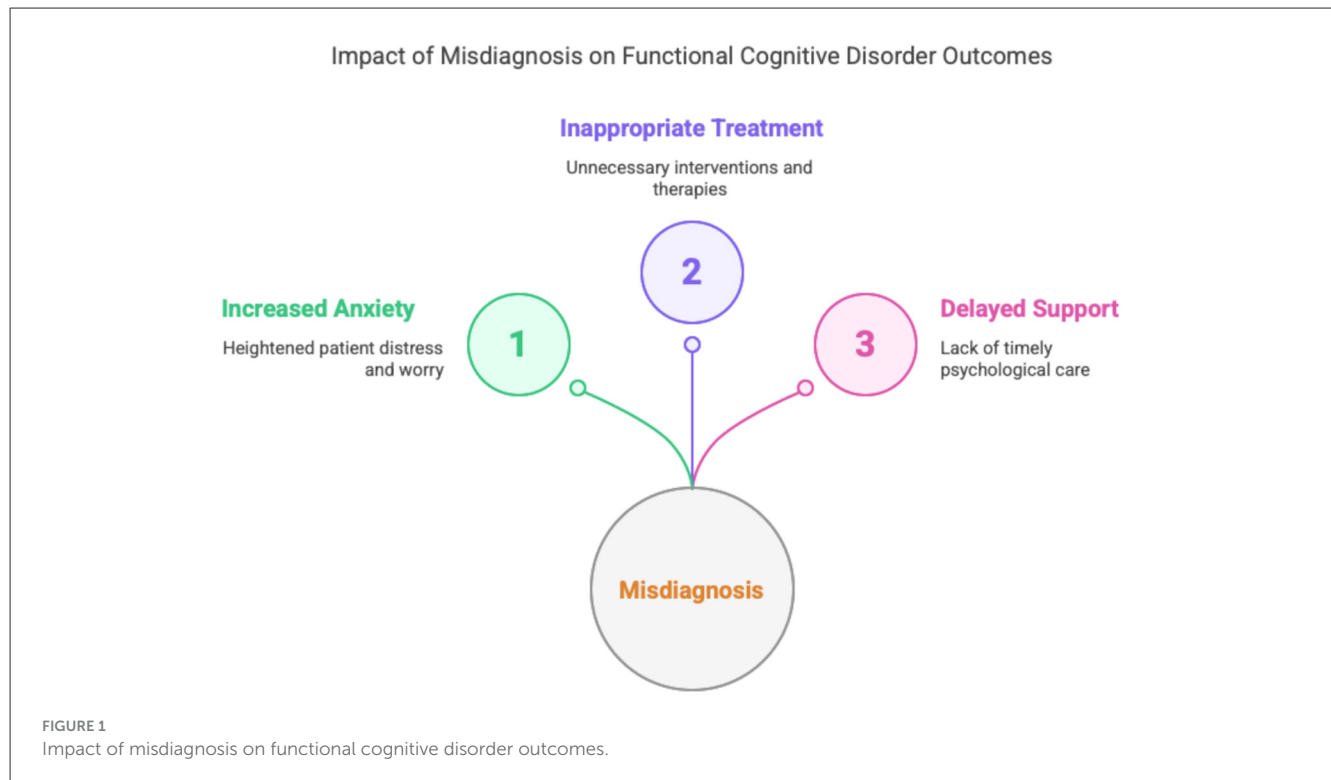 Impact of Misdiagnosis on Functional Cognitive Disorder Outcomes
Inappropriate Treatment
Unnecessary interventions and
therapies
2
Increased Anxiety
Heightened patient distress
and worry
1
3
Delayed Support
Lack of timely
psychological care
Misdiagnosis
FIGURE 1
Impact of misdiagnosis on functional cognitive disorder outcomes.